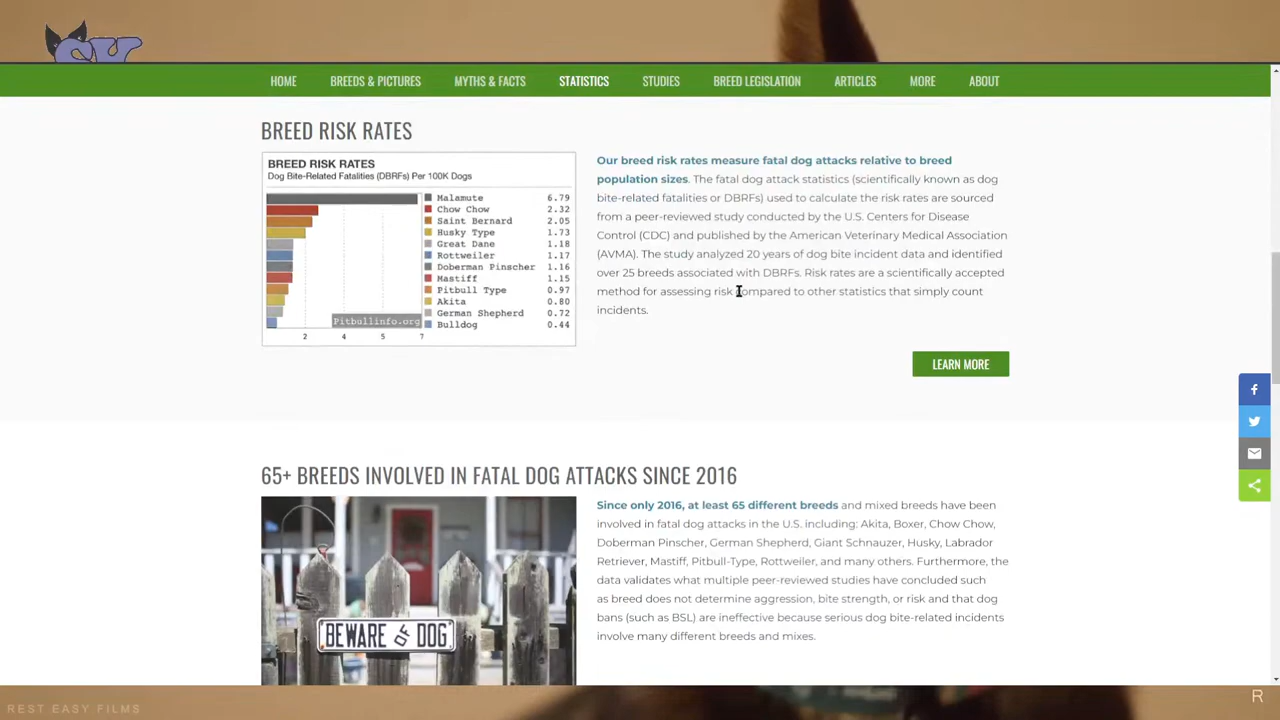 CV
HOME BREEDS & PICTURES MYTHS & FACTS STATISTICS STUDIES BREED LEGISLATION ARTICLES MORE ABOUT
BREED RISK RATES
BREED RISK RATES
Dog Bite-Related Fatalities (DBRFs) Per 100K Dogs
Malamute 6.79
Chow Chow 2.32
Saint Bernard 2.05
Husky Type 1.73
Great Dane 1.18
Rottweiler 1.17
Doberman Pinscher 1.16
Mastiff 1.15
Pitbull Type 0.97
Akita 0.80
German Shepherd 0.72
Bulldog 0.44
Pitbullinfo.org
2 4 5 7
Our breed risk rates measure fatal dog attacks relative to breed
population sizes. The fatal dog attack statistics (scientifically known as dog
bite-related fatalities or DBRFs) used to calculate the risk rates are sourced
from a peer-reviewed study conducted by the U.S. Centers for Disease
Control (CDC) and published by the American Veterinary Medical Association
(AVMA). The study analyzed 20 years of dog bite incident data and identified
over 25 breeds associated with DBRFs. Risk rates are a scientifically accepted
method for assessing risk compared to other statistics that simply count
incidents.
LEARN MORE
65+ BREEDS INVOLVED IN FATAL DOG ATTACKS SINCE 2016
BEWARE OF DOG
Since only 2016, at least 65 different breeds and mixed breeds have been
involved in fatal dog attacks in the U.S. including: Akita, Boxer, Chow Chow,
Doberman Pinscher, German Shepherd, Giant Schnauzer, Husky, Labrador
Retriever, Mastiff, Pitbull-Type, Rottweiler, and many others. Furthermore, the
data validates what multiple peer-reviewed studies have concluded such
as breed does not determine aggression, bite strength, or risk and that dog
bans (such as BSL) are ineffective because serious dog bite-related incidents
involve many different breeds and mixes.
REST EASY FILMS
R